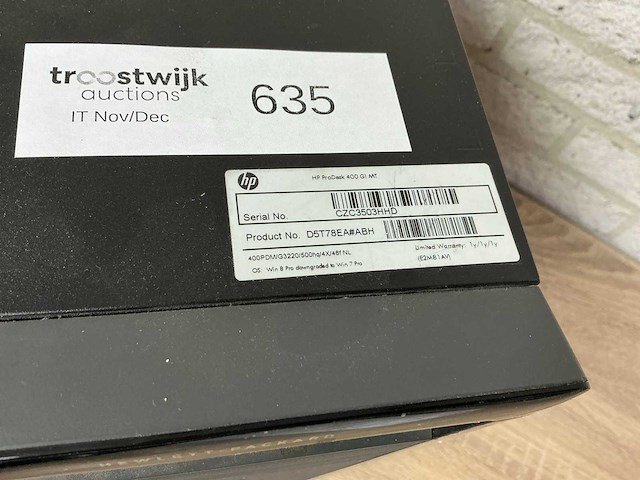 troostwijk
auctions
IT Nov/Dec
635
hp
HP ProDesk 400 G1 MT
Serial No.
CZC3503HHD
Product No. D5T78EA#ABH
400PDM/G3220/500hq/4X/46f NL
Limited Warranty: 1y/1y/1y
OS: Win 8 Pro downgraded to Win 7 Pro
(E2M81AV)
HEWLETT-PACKARD